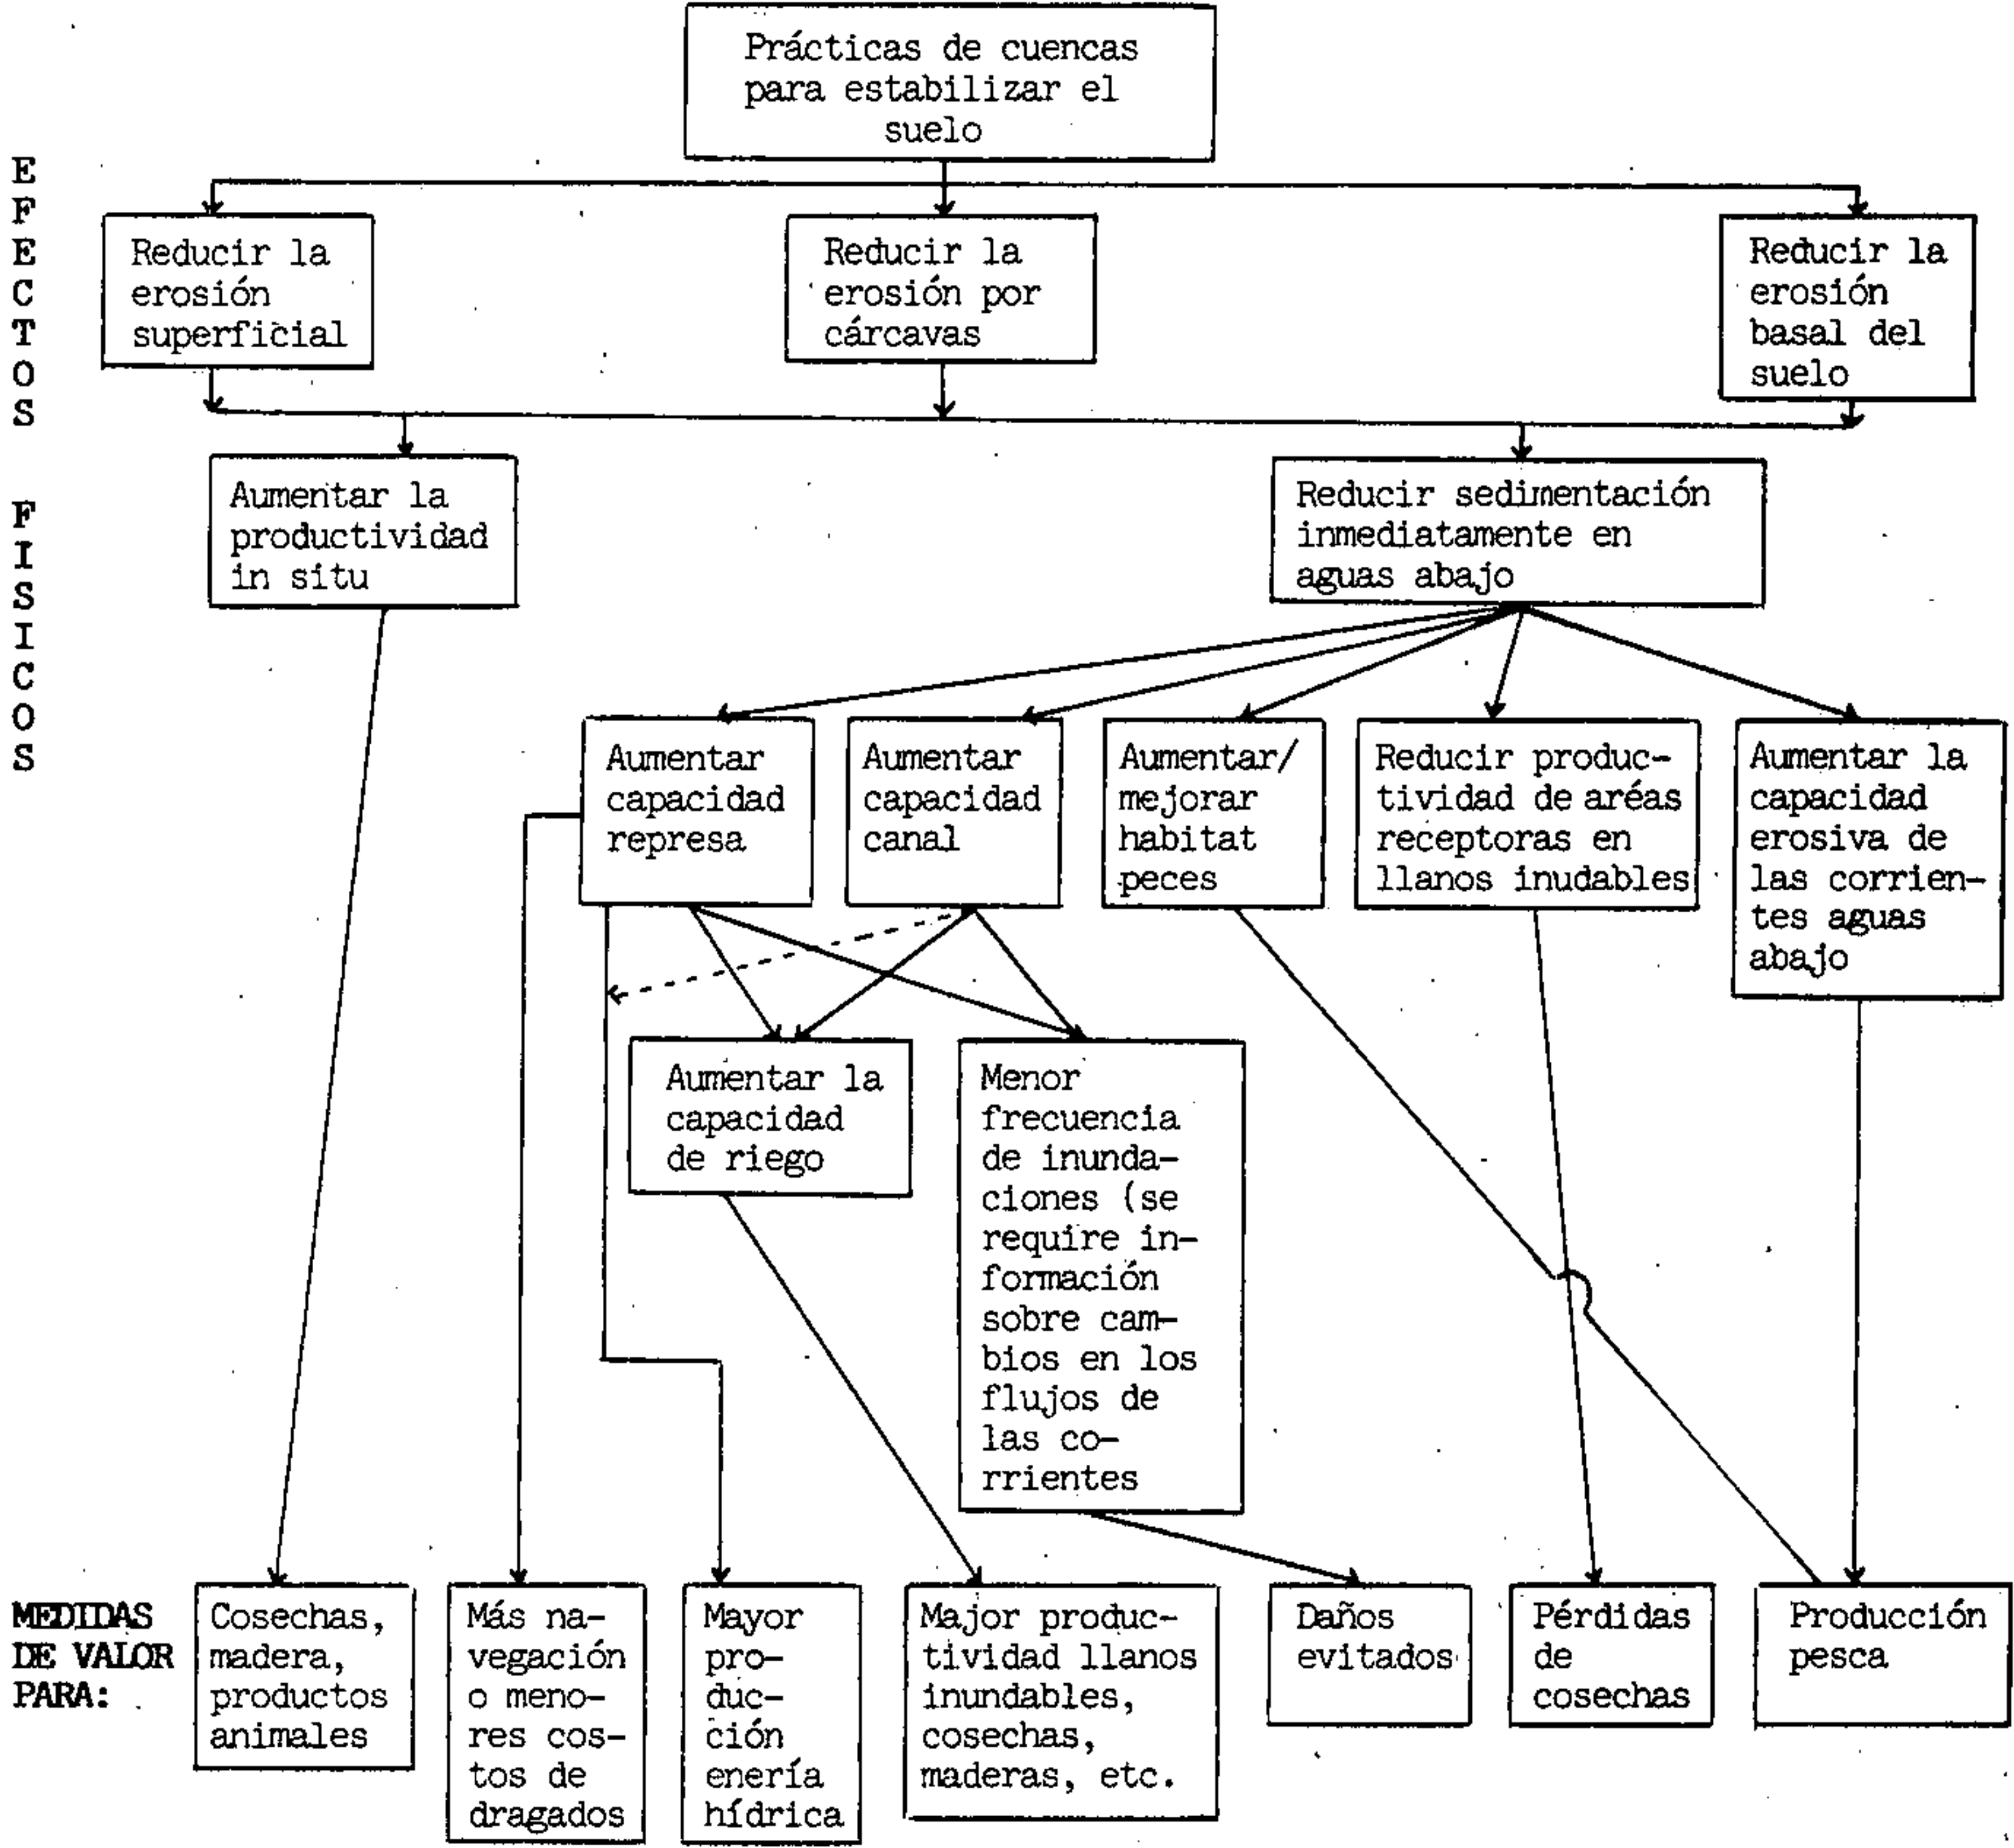 Prácticas de cuencas
para estabilizar el
suelo
EFECTOS FISICOS
Reducir la
erosión
superficial
Reducir la
erosión por
cárcavas
Reducir la
erosión
basal del
suelo
Aumentar la
productividad
in situ
Reducir sedimentación
inmediatamente en
aguas abajo
Aumentar
capacidad
represa
Aumentar
capacidad
canal
Aumentar/
mejorar
habitat
peces
Reducir produc-
tividad de aréas
receptoras en
llanos inudables
Aumentar la
capacidad
erosiva de
las corrien-
tes aguas
abajo
Aumentar la
capacidad
de riego
Menor
frecuencia
de inunda-
ciones (se
require in-
formación
sobre cam-
bios en los
flujos de
las co-
rrientes
MEDIDAS
DE VALOR
PARA:
Cosechas,
madera,
productos
animales
Más na-
vegación
o meno-
res cos-
tos de
dragados
Mayor
pro-
duc-
ción
enería
hídrica
Major produc-
tividad llanos
inundables,
cosechas,
maderas, etc.
Daños
evitados
Pérdidas
de
cosechas
Producción
pesca